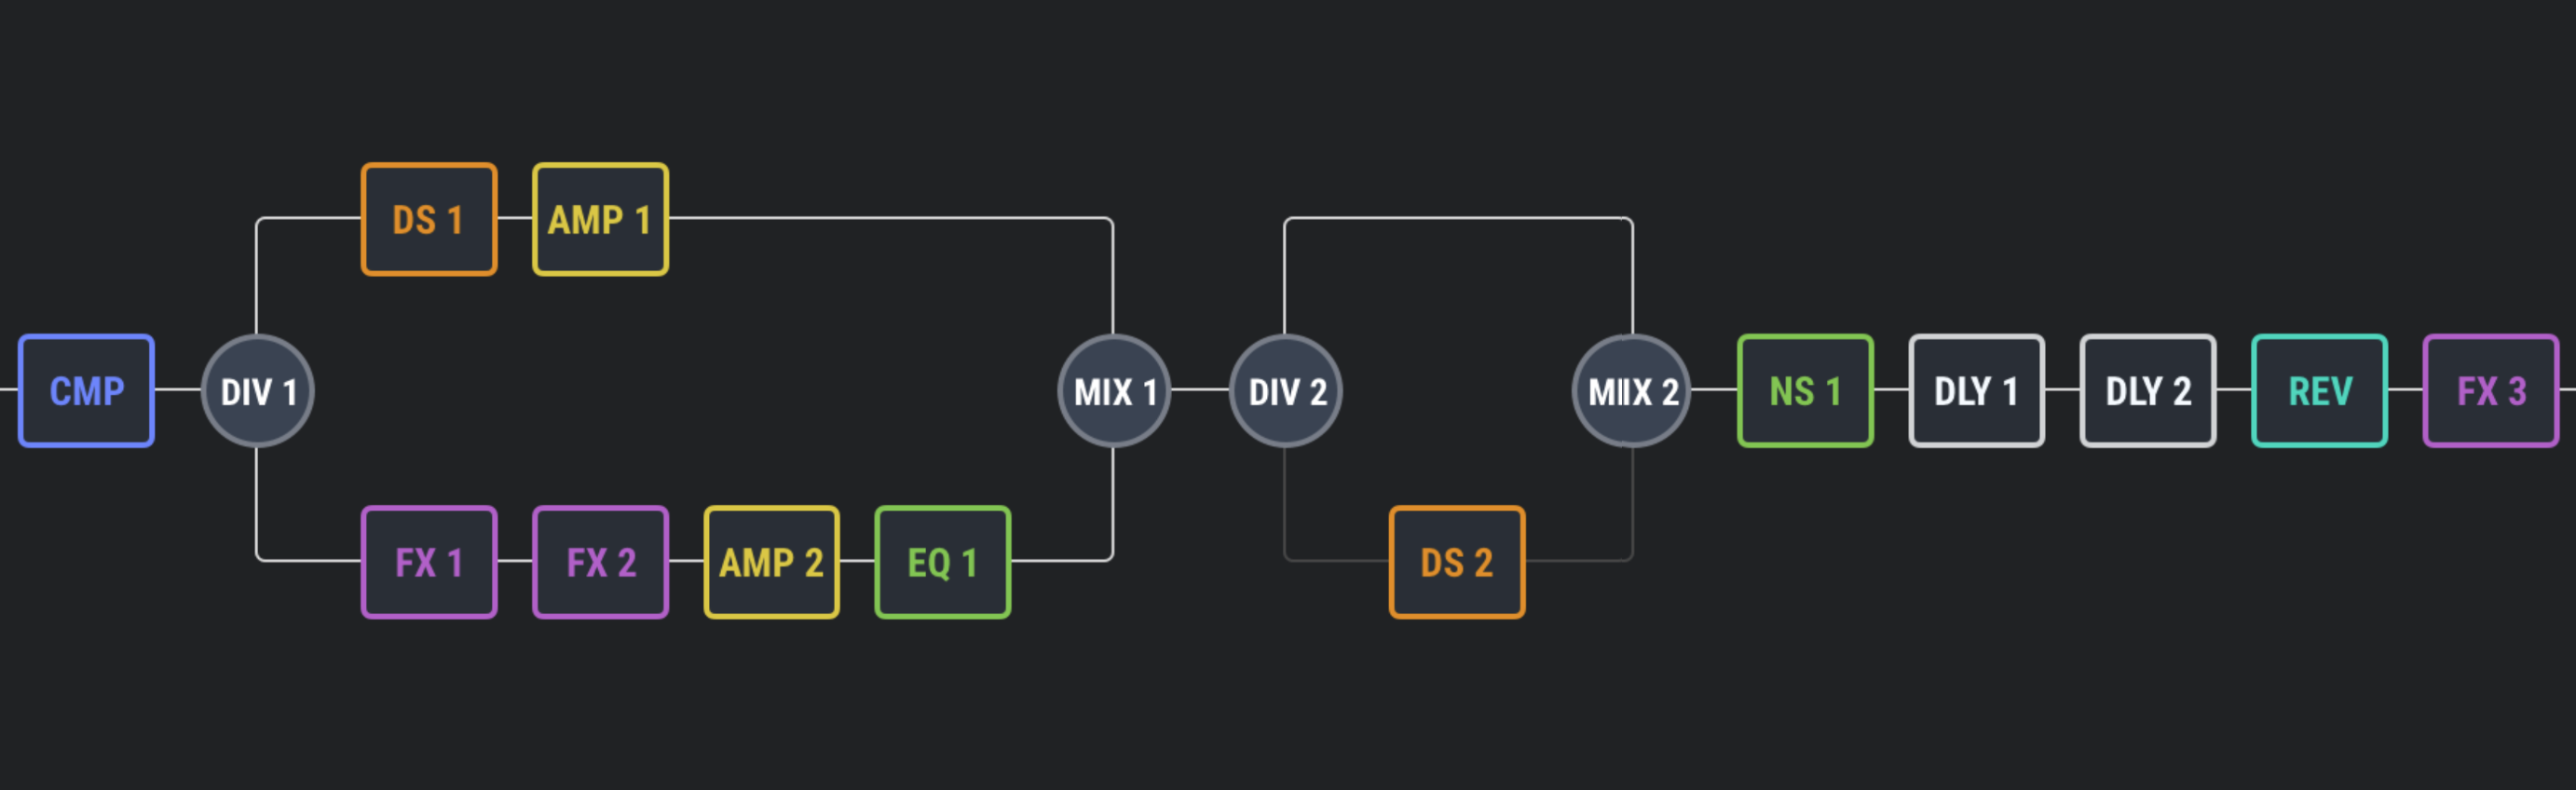 DS 1
AMP 1
CMP
DIV 1
MIX 1
DIV 2
MIX 2
NS 1
DLY 1
DLY 2
REV
FX 3
FX 1
FX 2
AMP 2
EQ 1
DS 2